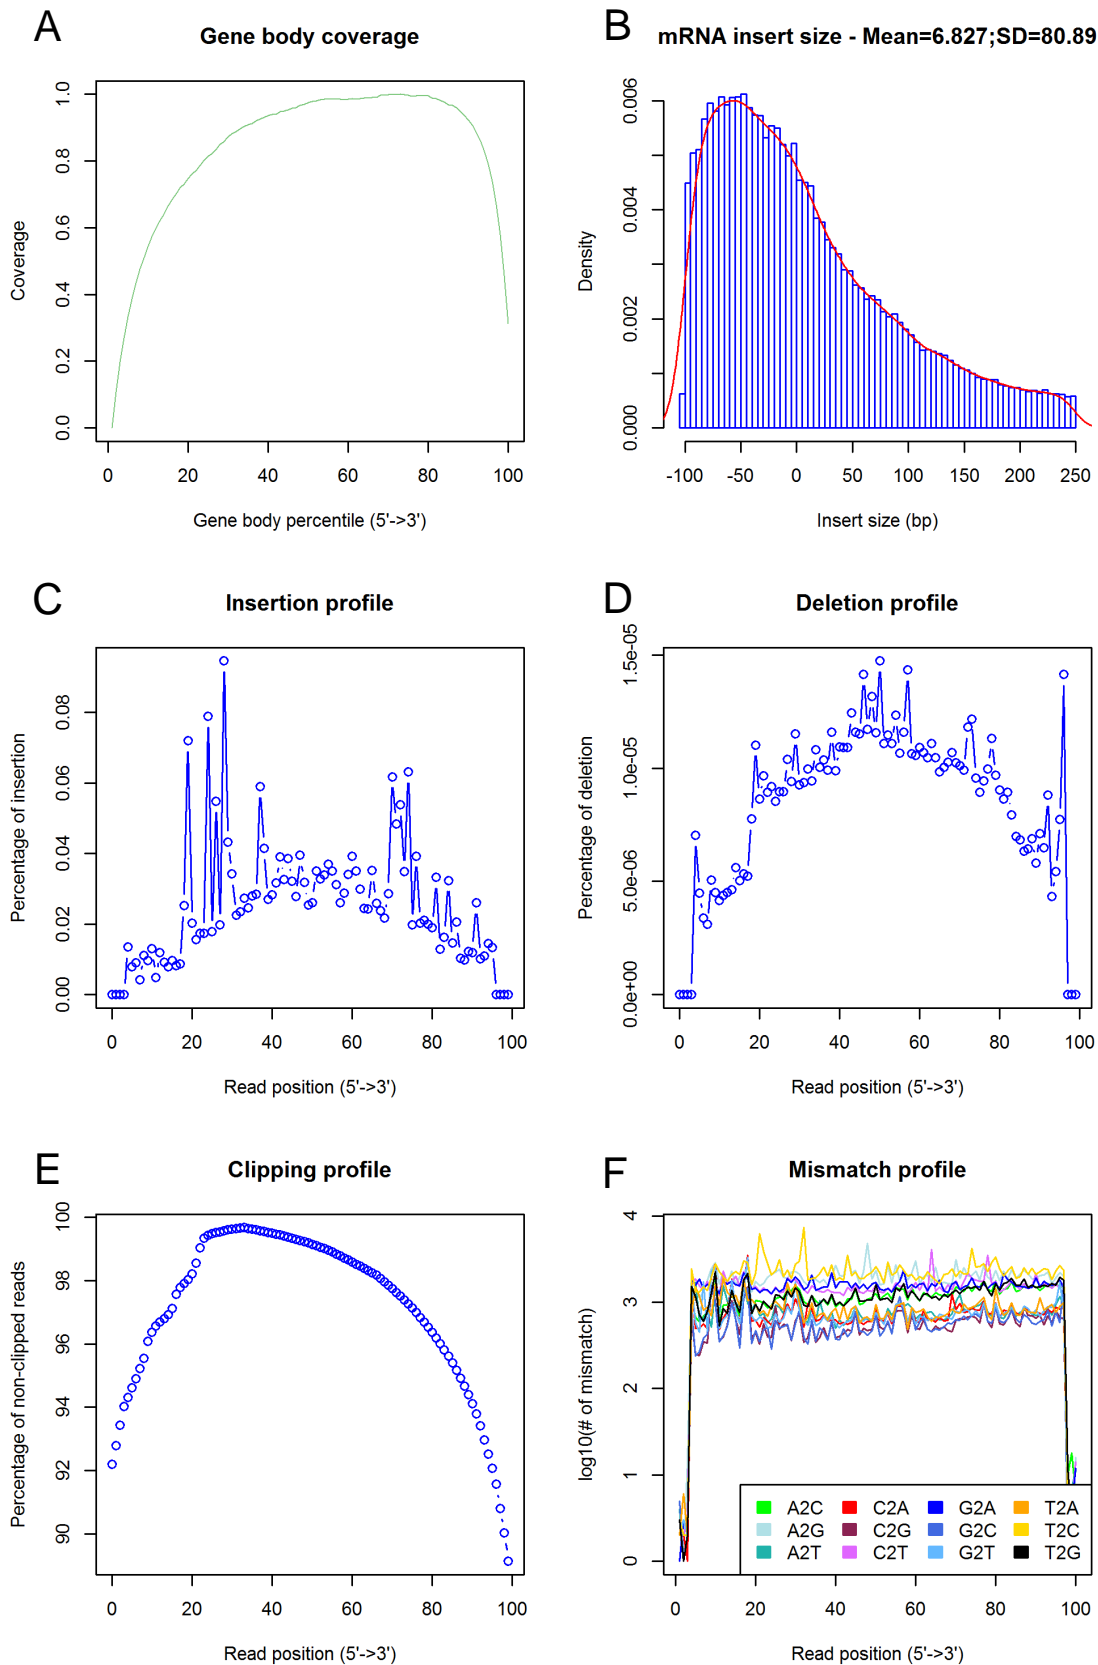 A
Gene body coverage
Coverage
0.0 0.2 0.4 0.6 0.8 1.0
0 20 40 60 80 100
Gene body percentile (5'->3')
B
mRNA insert size - Mean=6.827;SD=80.89
Density
0.000 0.002 0.004 0.006
-100 -50 0 50 100 150 200 250
Insert size (bp)
C
Insertion profile
Percentage of insertion
0.00 0.02 0.04 0.06 0.08
0 20 40 60 80 100
Read position (5'->3')
D
Deletion profile
Percentage of deletion
0.0e+00 5.0e-06 1.0e-05 1.5e-05
0 20 40 60 80 100
Read position (5'->3')
E
Clipping profile
Percentage of non-clipped reads
90 92 94 96 98 100
0 20 40 60 80 100
Read position (5'->3')
F
Mismatch profile
log10(# of mismatch)
0 1 2 3 4
A2C C2A G2A T2A
A2G C2G G2C T2C
A2T C2T G2T T2G
0 20 40 60 80 100
Read position (5'->3')